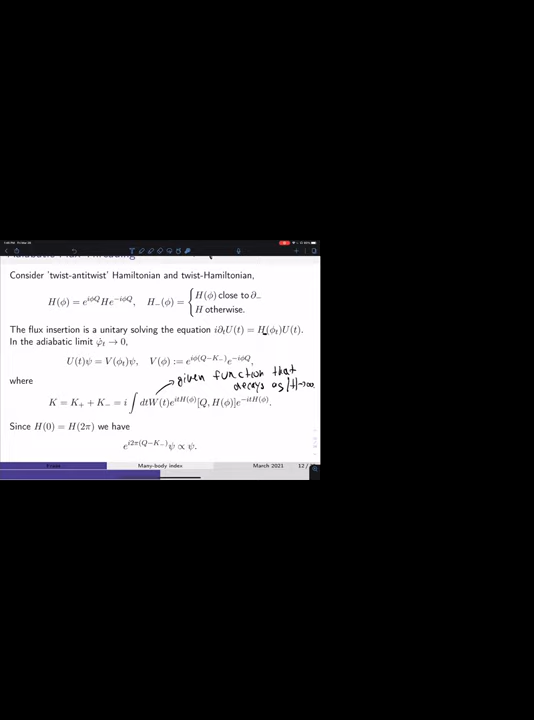 Consider 'twist-antitwist' Hamiltonian and twist-Hamiltonian,
H(ϕ) = e^{iϕQ}He^{-iϕQ}, H_-(ϕ) = { H(ϕ) close to ∂_-
H otherwise.
The flux insertion is a unitary solving the equation i∂_tU(t) = H_-(ϕ_t)U(t).
In the adiabatic limit ϕ̇_t → 0,
U(t)ψ = V(ϕ_t)ψ, V(ϕ) := e^{iϕ(Q−K_-)}e^{-iϕQ},
given function that
decays as |t|→∞
where
K = K_+ + K_- = i ∫ dtW(t)e^{itH(ϕ)}[Q, H(ϕ)]e^{-itH(ϕ)}.
Since H(0) = H(2π) we have
e^{i2π(Q−K_-)}ψ ∝ ψ.
Many-body index
March 2021